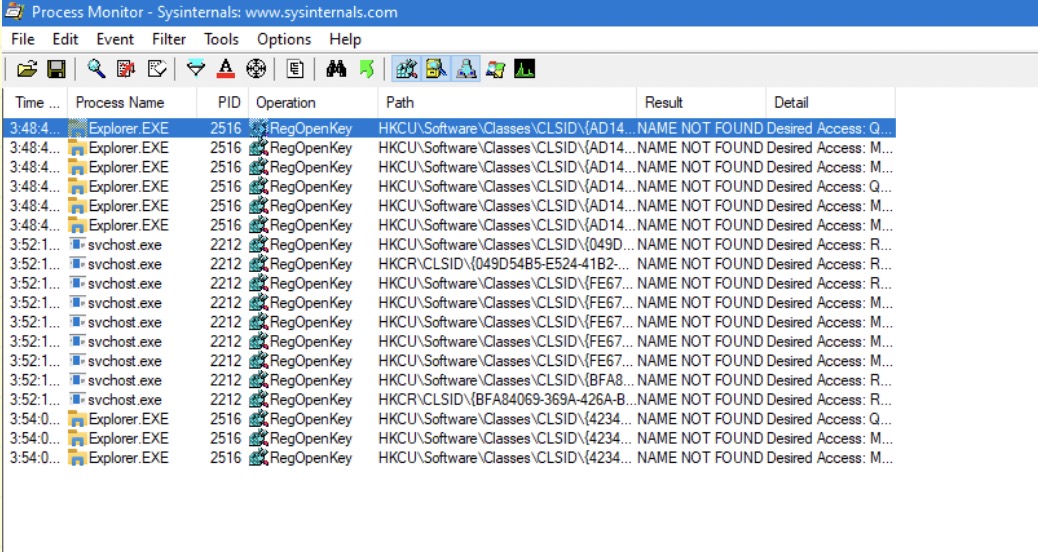 Process Monitor - Sysinternals: www.sysinternals.com
File Edit Event Filter Tools Options Help
Time ... Process Name PID Operation Path Result Detail
3:48:4... Explorer.EXE 2516 RegOpenKey HKCU\Software\Classes\CLSID\{AD14... NAME NOT FOUND Desired Access: Q...
3:48:4... Explorer.EXE 2516 RegOpenKey HKCU\Software\Classes\CLSID\{AD14... NAME NOT FOUND Desired Access: M...
3:48:4... Explorer.EXE 2516 RegOpenKey HKCU\Software\Classes\CLSID\{AD14... NAME NOT FOUND Desired Access: M...
3:48:4... Explorer.EXE 2516 RegOpenKey HKCU\Software\Classes\CLSID\{AD14... NAME NOT FOUND Desired Access: Q...
3:48:4... Explorer.EXE 2516 RegOpenKey HKCU\Software\Classes\CLSID\{AD14... NAME NOT FOUND Desired Access: M...
3:48:4... Explorer.EXE 2516 RegOpenKey HKCU\Software\Classes\CLSID\{AD14... NAME NOT FOUND Desired Access: M...
3:52:1... svchost.exe 2212 RegOpenKey HKCU\Software\Classes\CLSID\{049D... NAME NOT FOUND Desired Access: R...
3:52:1... svchost.exe 2212 RegOpenKey HKCR\CLSID\{049D54B5-E524-41B2-... NAME NOT FOUND Desired Access: R...
3:52:1... svchost.exe 2212 RegOpenKey HKCU\Software\Classes\CLSID\{FE67... NAME NOT FOUND Desired Access: R...
3:52:1... svchost.exe 2212 RegOpenKey HKCU\Software\Classes\CLSID\{FE67... NAME NOT FOUND Desired Access: M...
3:52:1... svchost.exe 2212 RegOpenKey HKCU\Software\Classes\CLSID\{FE67... NAME NOT FOUND Desired Access: M...
3:52:1... svchost.exe 2212 RegOpenKey HKCU\Software\Classes\CLSID\{FE67... NAME NOT FOUND Desired Access: M...
3:52:1... svchost.exe 2212 RegOpenKey HKCU\Software\Classes\CLSID\{FE67... NAME NOT FOUND Desired Access: M...
3:52:1... svchost.exe 2212 RegOpenKey HKCU\Software\Classes\CLSID\{BFA8... NAME NOT FOUND Desired Access: R...
3:52:1... svchost.exe 2212 RegOpenKey HKCR\CLSID\{BFA84069-369A-426A-B... NAME NOT FOUND Desired Access: R...
3:54:0... Explorer.EXE 2516 RegOpenKey HKCU\Software\Classes\CLSID\{4234... NAME NOT FOUND Desired Access: Q...
3:54:0... Explorer.EXE 2516 RegOpenKey HKCU\Software\Classes\CLSID\{4234... NAME NOT FOUND Desired Access: M...
3:54:0... Explorer.EXE 2516 RegOpenKey HKCU\Software\Classes\CLSID\{4234... NAME NOT FOUND Desired Access: M...